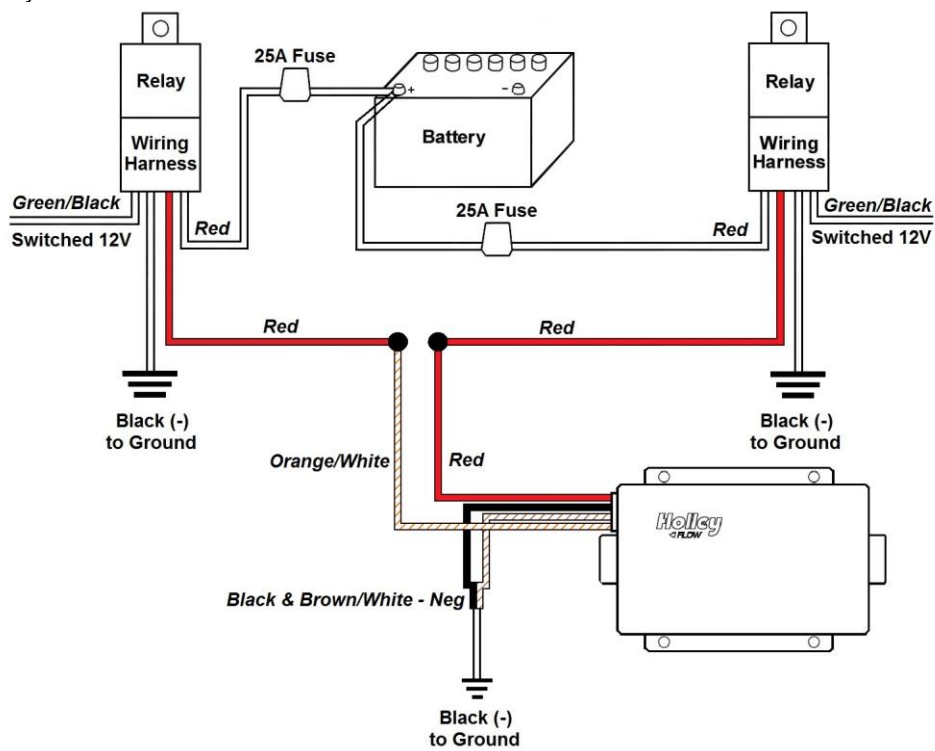 25A Fuse
Relay
Relay
+
-
Battery
Wiring
Harness
Wiring
Harness
Green/Black
Switched 12V
Red
25A Fuse
Red
Green/Black
Switched 12V
Red
Red
Black (-)
to Ground
Black (-)
to Ground
Orange/White
Red
Holley
FLOW
Black & Brown/White - Neg
Black (-)
to Ground